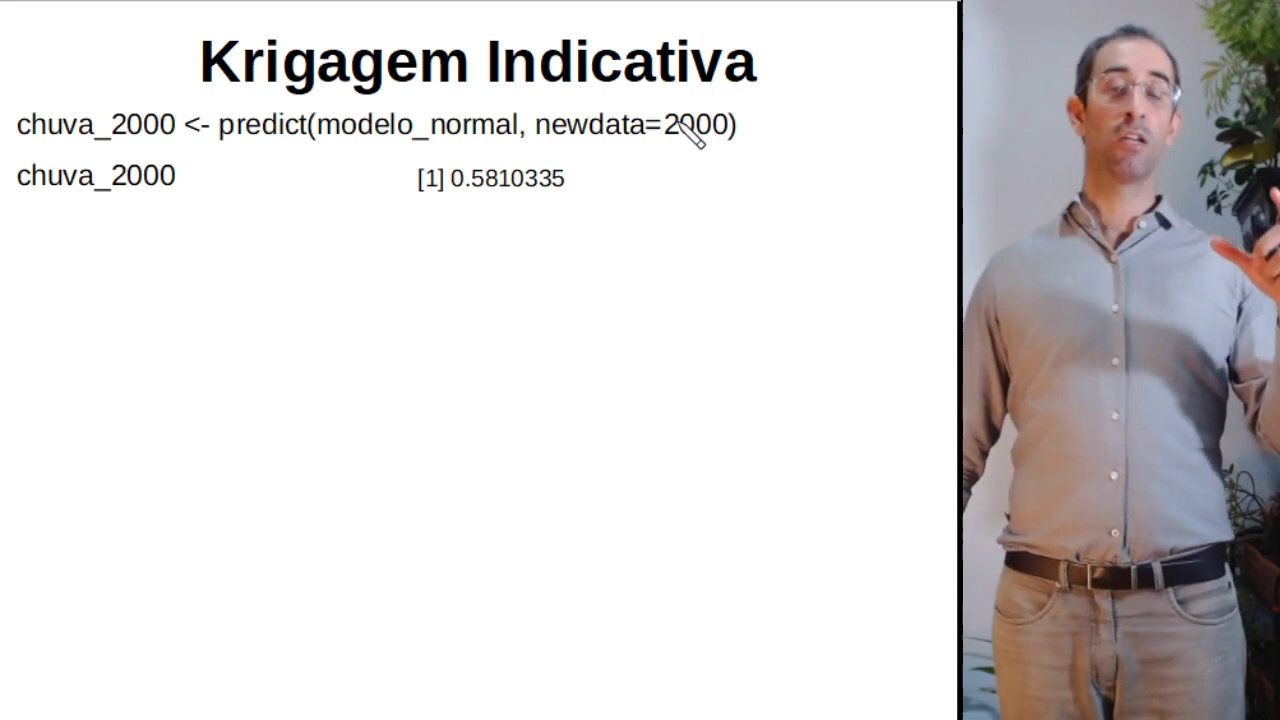 Krigagem Indicativa
chuva_2000 <- predict(modelo_normal, newdata=2000)
chuva_2000 [1] 0.5810335